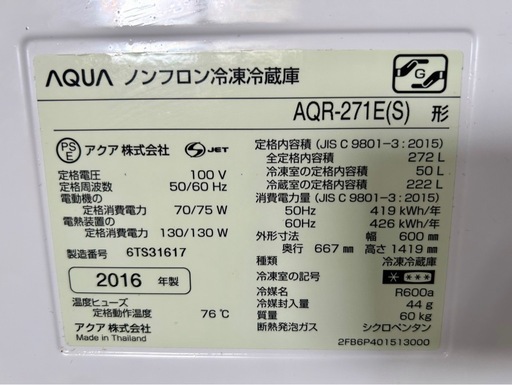 AQUA ノンフロン冷凍冷蔵庫
G
AQR-271E(S) 形
PS E アクア株式会社 S JET
定格電圧 100 V
定格周波数 50/60 Hz
電動機の
定格消費電力 70/75 W
電熱装置の
定格消費電力 130/130 W
製造番号 6TS31617
2016 年製
温度ヒューズ
定格動作温度 76℃
アクア株式会社
Made in Thailand
定格内容積 (JIS C 9801-3 : 2015)
全定格内容積 272 L
冷凍室の定格内容積 50 L
冷蔵室の定格内容積 222 L
消費電力量 (JIS C 9801-3 : 2015)
50Hz 419 kWh/年
60Hz 426 kWh/年
外形寸法 幅 600 mm
奥行 667 mm 高さ 1419 mm
種類 冷凍冷蔵庫
冷凍室の記号 * ***
冷媒名 R600a
冷媒封入量 44 g
質量 60 kg
断熱発泡ガス シクロペンタン
2FB6P401513000